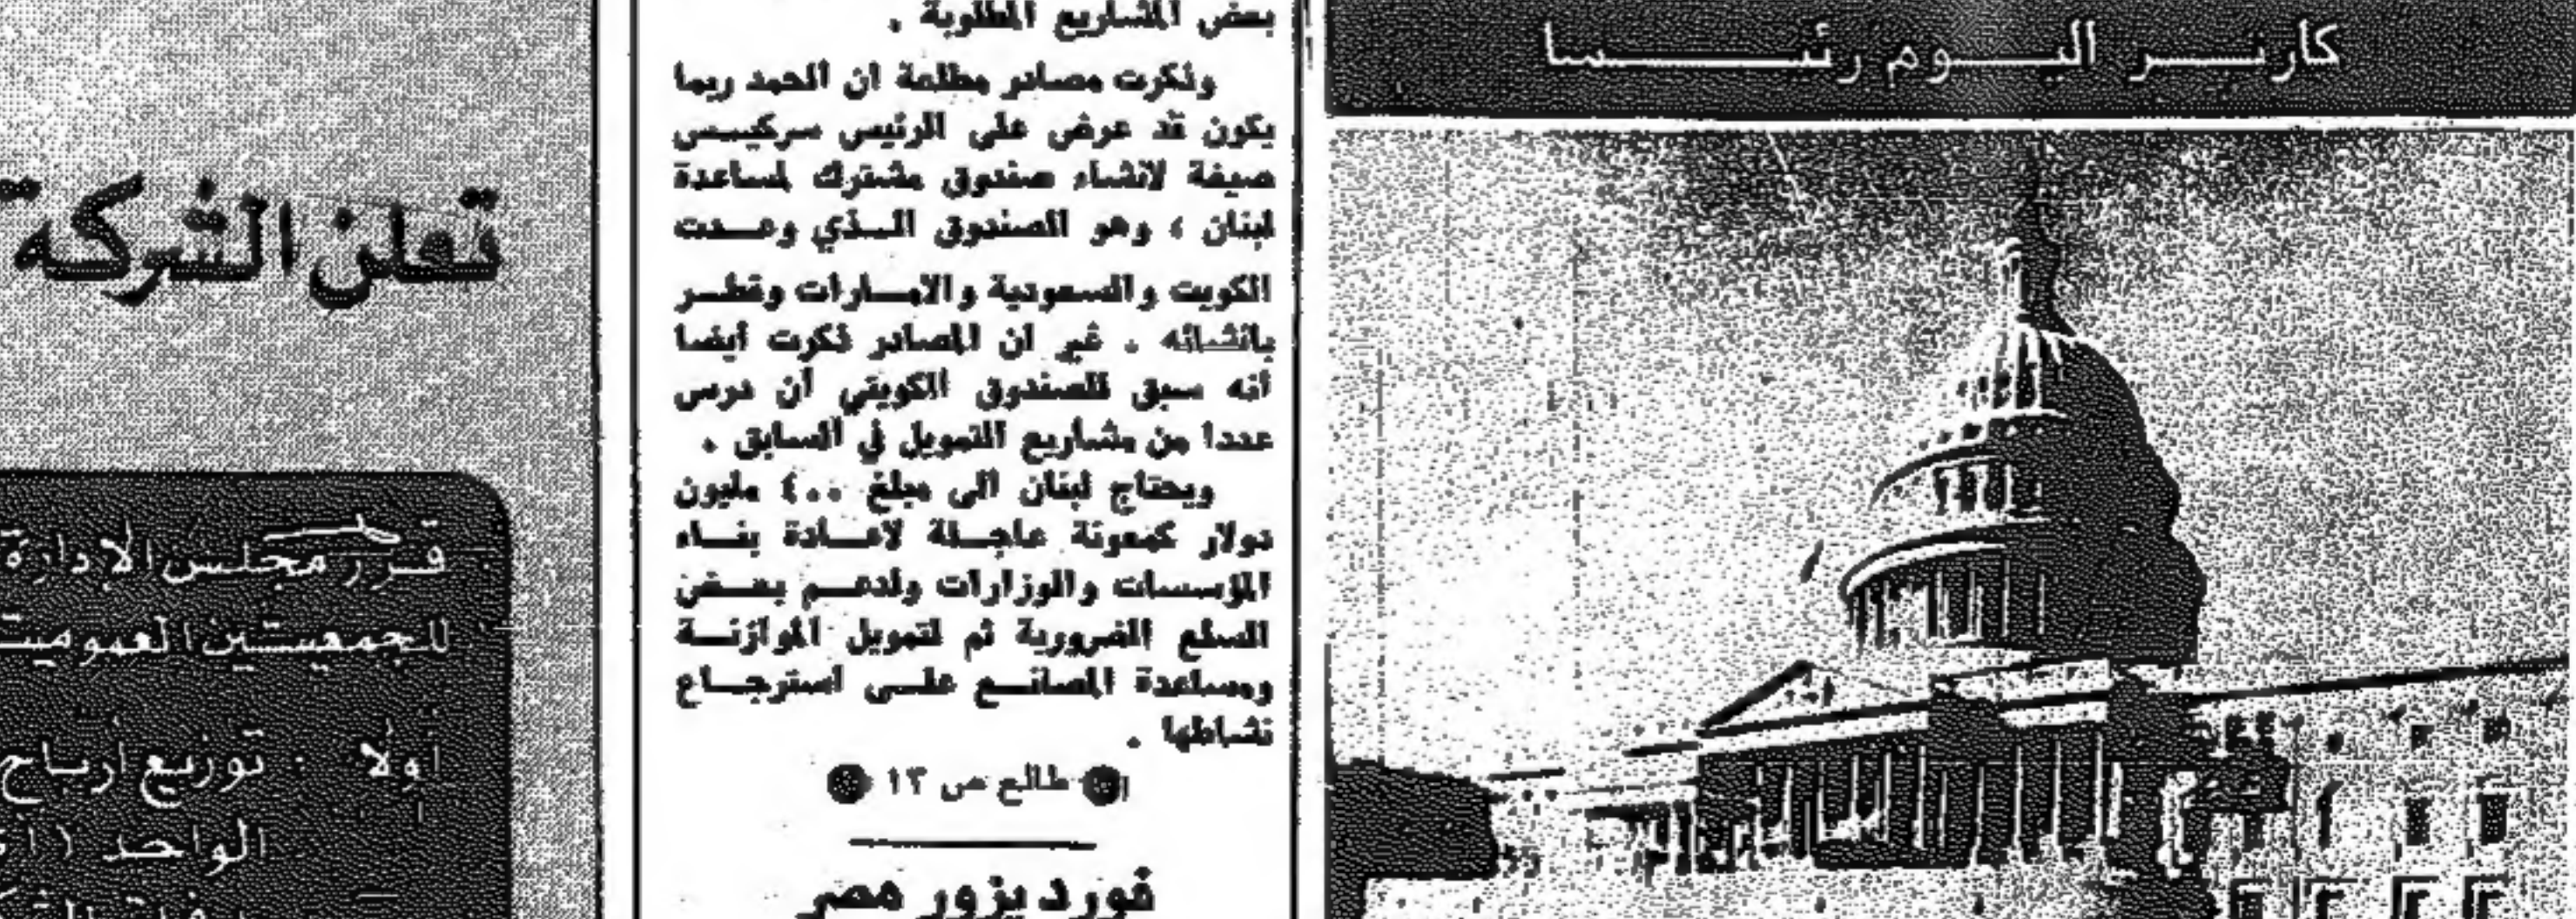 كارتر اليوم رئيسا
بعض المشاريع المطلوبة .
وذكرت مصادر مطلعة ان الحمد ربما
يكون قد عرض على الرئيس سركيس
صيغة لانشاء صندوق مشترك لمساعدة
لبنان ، وهو الصندوق الذي وعدت
الكويت والسعودية والامارات وقطر
بانشائه . غير ان المصادر ذكرت أيضا
أنه سبق للصندوق الكويتي أن درس
عددا من مشاريع التمويل في السابق .
ويحتاج لبنان الى مبلغ ٤٠٠ مليون
دولار كمعونة عاجلة لاعادة بناء
المؤسسات والوزارات ولدعم بعض
السلع الضرورية ثم لتمويل الموازنة
ومساعدة المصانع على استرجاع
نشاطها .
طالع ص ١٣
فورد يزور مصر
تعلن الشركة
قرر مجلس الإدارة
للجمعيتين العموميت
أولا : توزيع أرباح
الواحد (